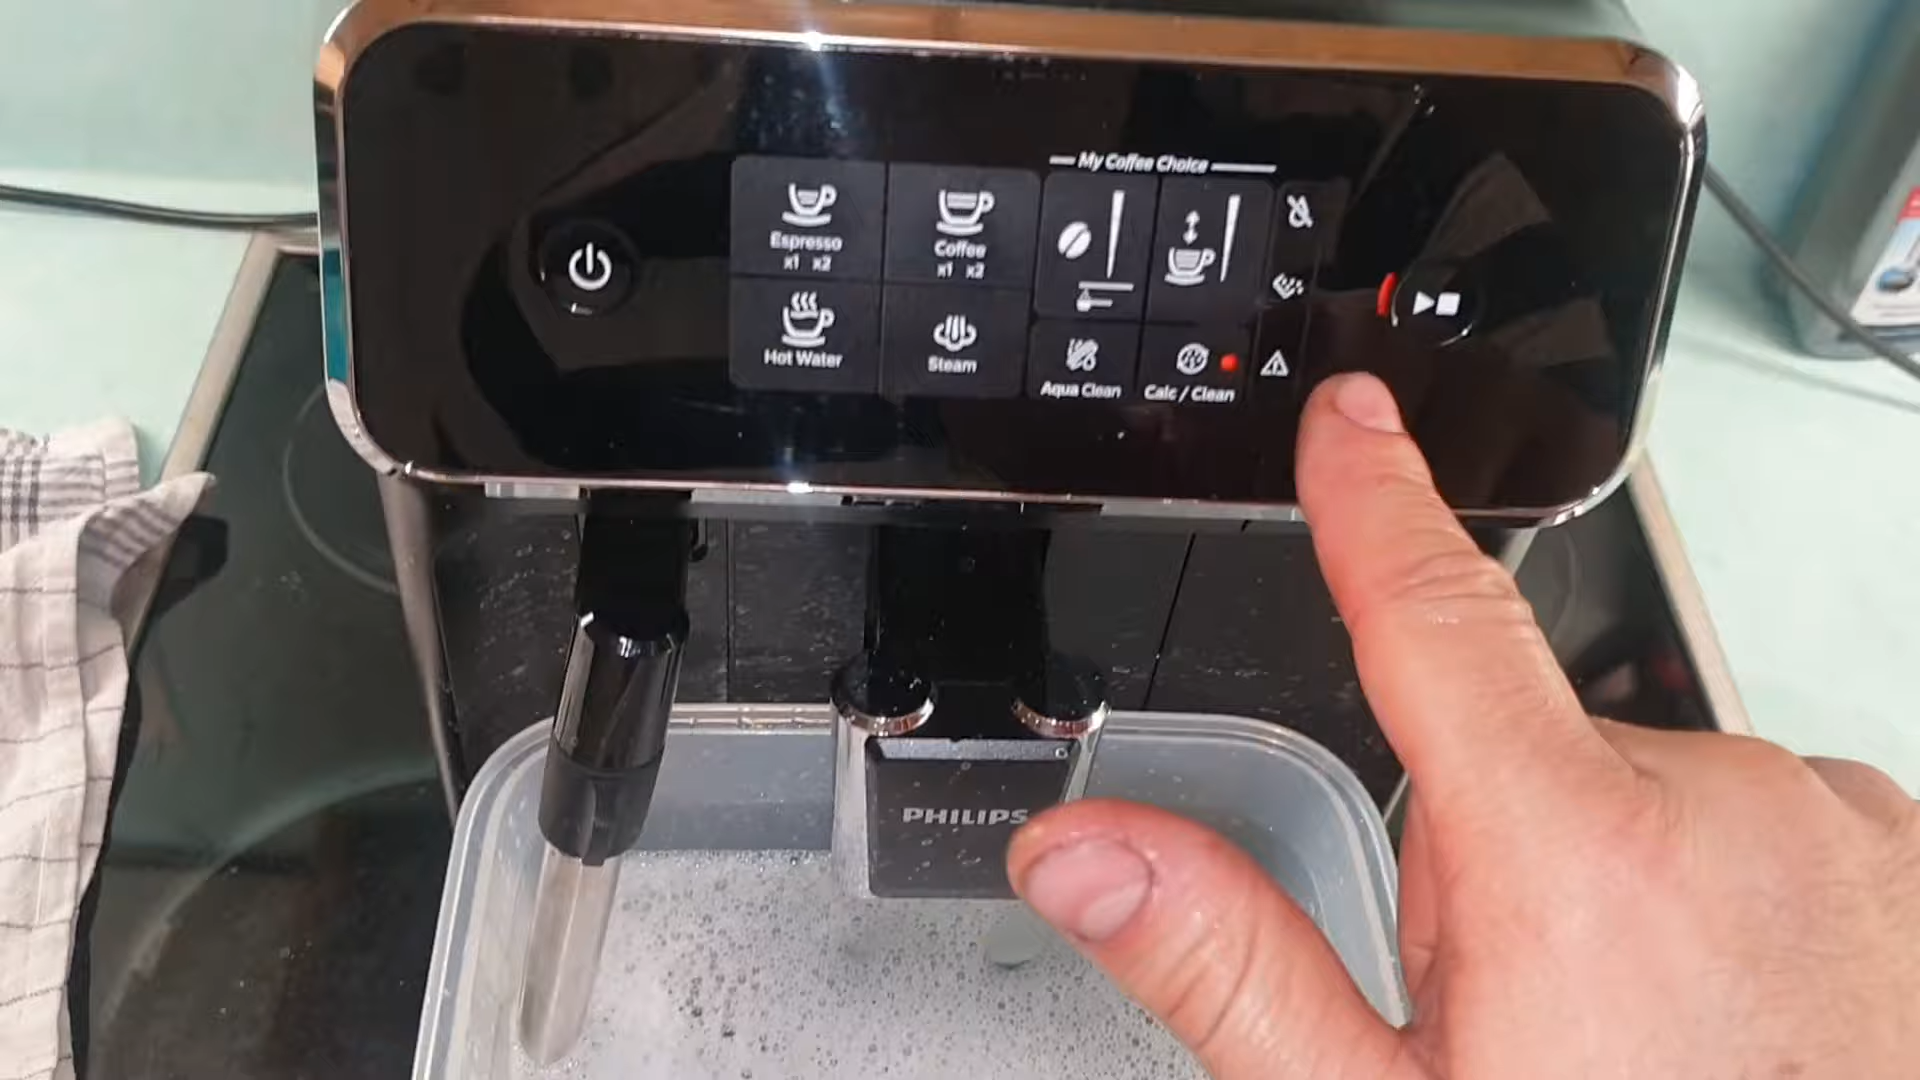 My Coffee Choice
Espresso
x1 x2
Coffee
x1 x2
Hot Water
Steam
Aqua Clean
Calc / Clean
PHILIPS